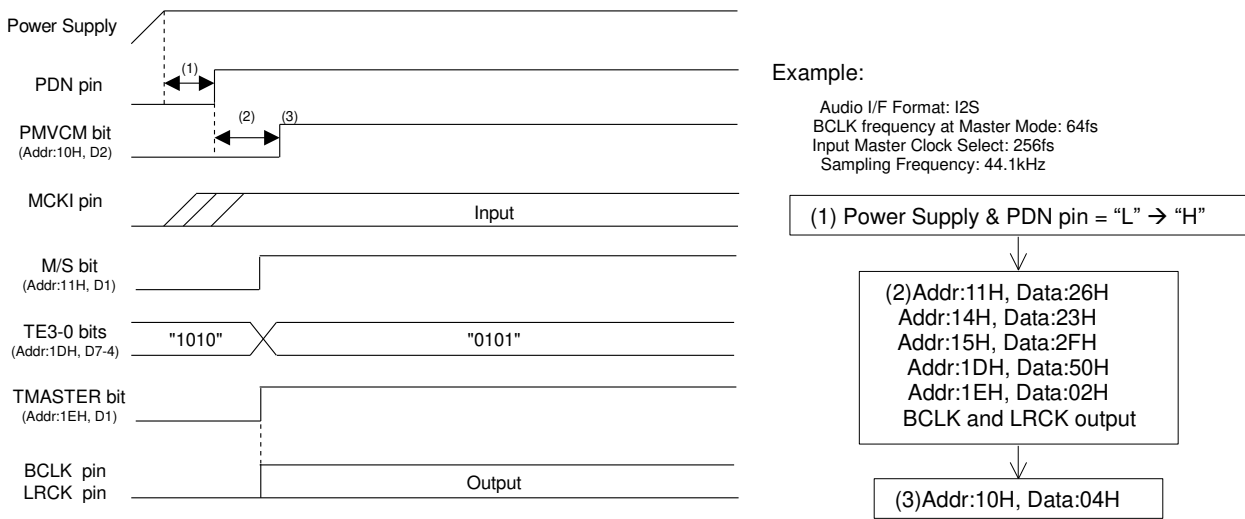 Power Supply
(1)
PDN pin
(2)
(3)
PMVCM bit
(Addr:10H, D2)
MCKI pin
Input
M/S bit
(Addr:11H, D1)
TE3-0 bits
(Addr:1DH, D7-4)
"1010"
"0101"
TMASTER bit
(Addr:1EH, D1)
BCLK pin
LRCK pin
Output
Example:
Audio I/F Format: I2S
BCLK frequency at Master Mode: 64fs
Input Master Clock Select: 256fs
Sampling Frequency: 44.1kHz
(1) Power Supply & PDN pin = “L” → “H”
(2)Addr:11H, Data:26H
Addr:14H, Data:23H
Addr:15H, Data:2FH
Addr:1DH, Data:50H
Addr:1EH, Data:02H
BCLK and LRCK output
(3)Addr:10H, Data:04H